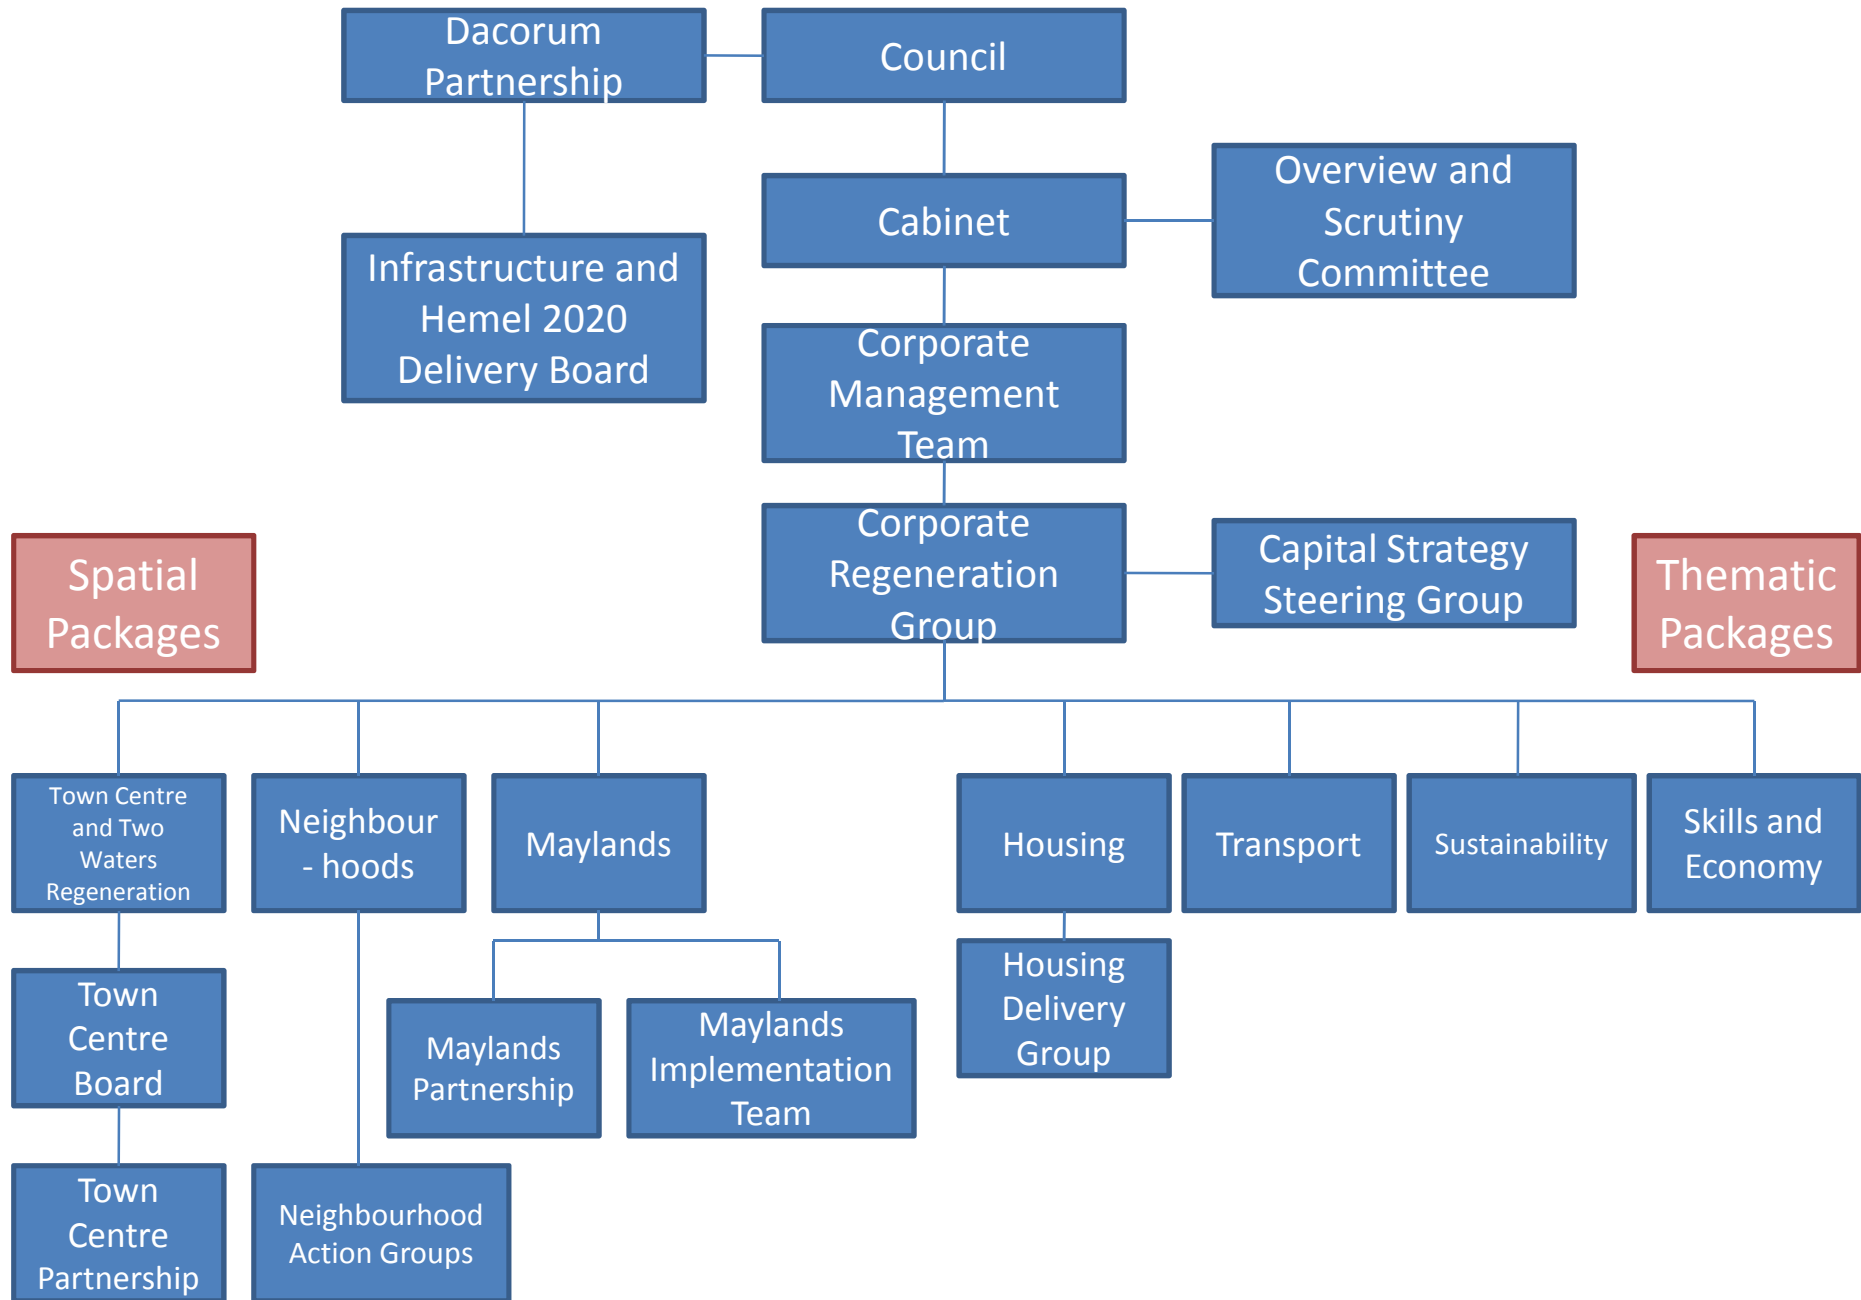 Dacorum
Partnership
Council
Cabinet
Overview and
Scrutiny
Committee
Infrastructure and
Hemel 2020
Delivery Board
Corporate
Management
Team
Corporate
Regeneration
Group
Capital Strategy
Steering Group
Spatial
Packages
Thematic
Packages
Town Centre
and Two
Waters
Regeneration
Neighbour
- hoods
Maylands
Housing
Transport
Sustainability
Skills and
Economy
Town
Centre
Board
Maylands
Partnership
Maylands
Implementation
Team
Housing
Delivery
Group
Town
Centre
Partnership
Neighbourhood
Action Groups